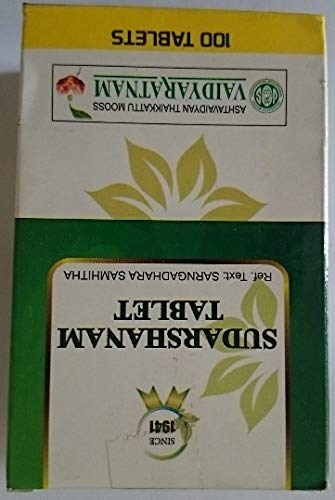 SINCE
1941
SUDARSHANAM
TABLET
Ref. Text: SARNGADHARA SAMHITHA
ASHTAVAIDYAN THAIKKATTU MOOSS
VAIDYARATNAM
100 TABLETS